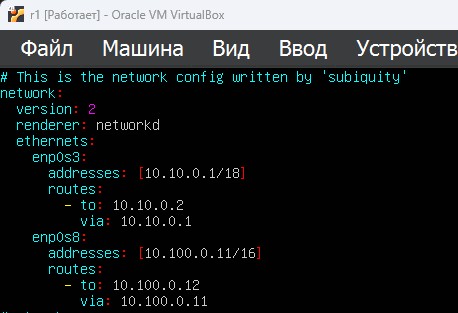 r1 [Работает] - Oracle VM VirtualBox
Файл Машина Вид Ввод Устройств
# This is the network config written by 'subiquity'
network:
  version: 2
  renderer: networkd
  ethernets:
    enp0s3:
      addresses: [10.10.0.1/18]
      routes:
        - to: 10.10.0.2
          via: 10.10.0.1
    enp0s8:
      addresses: [10.100.0.11/16]
      routes:
        - to: 10.100.0.12
          via: 10.100.0.11